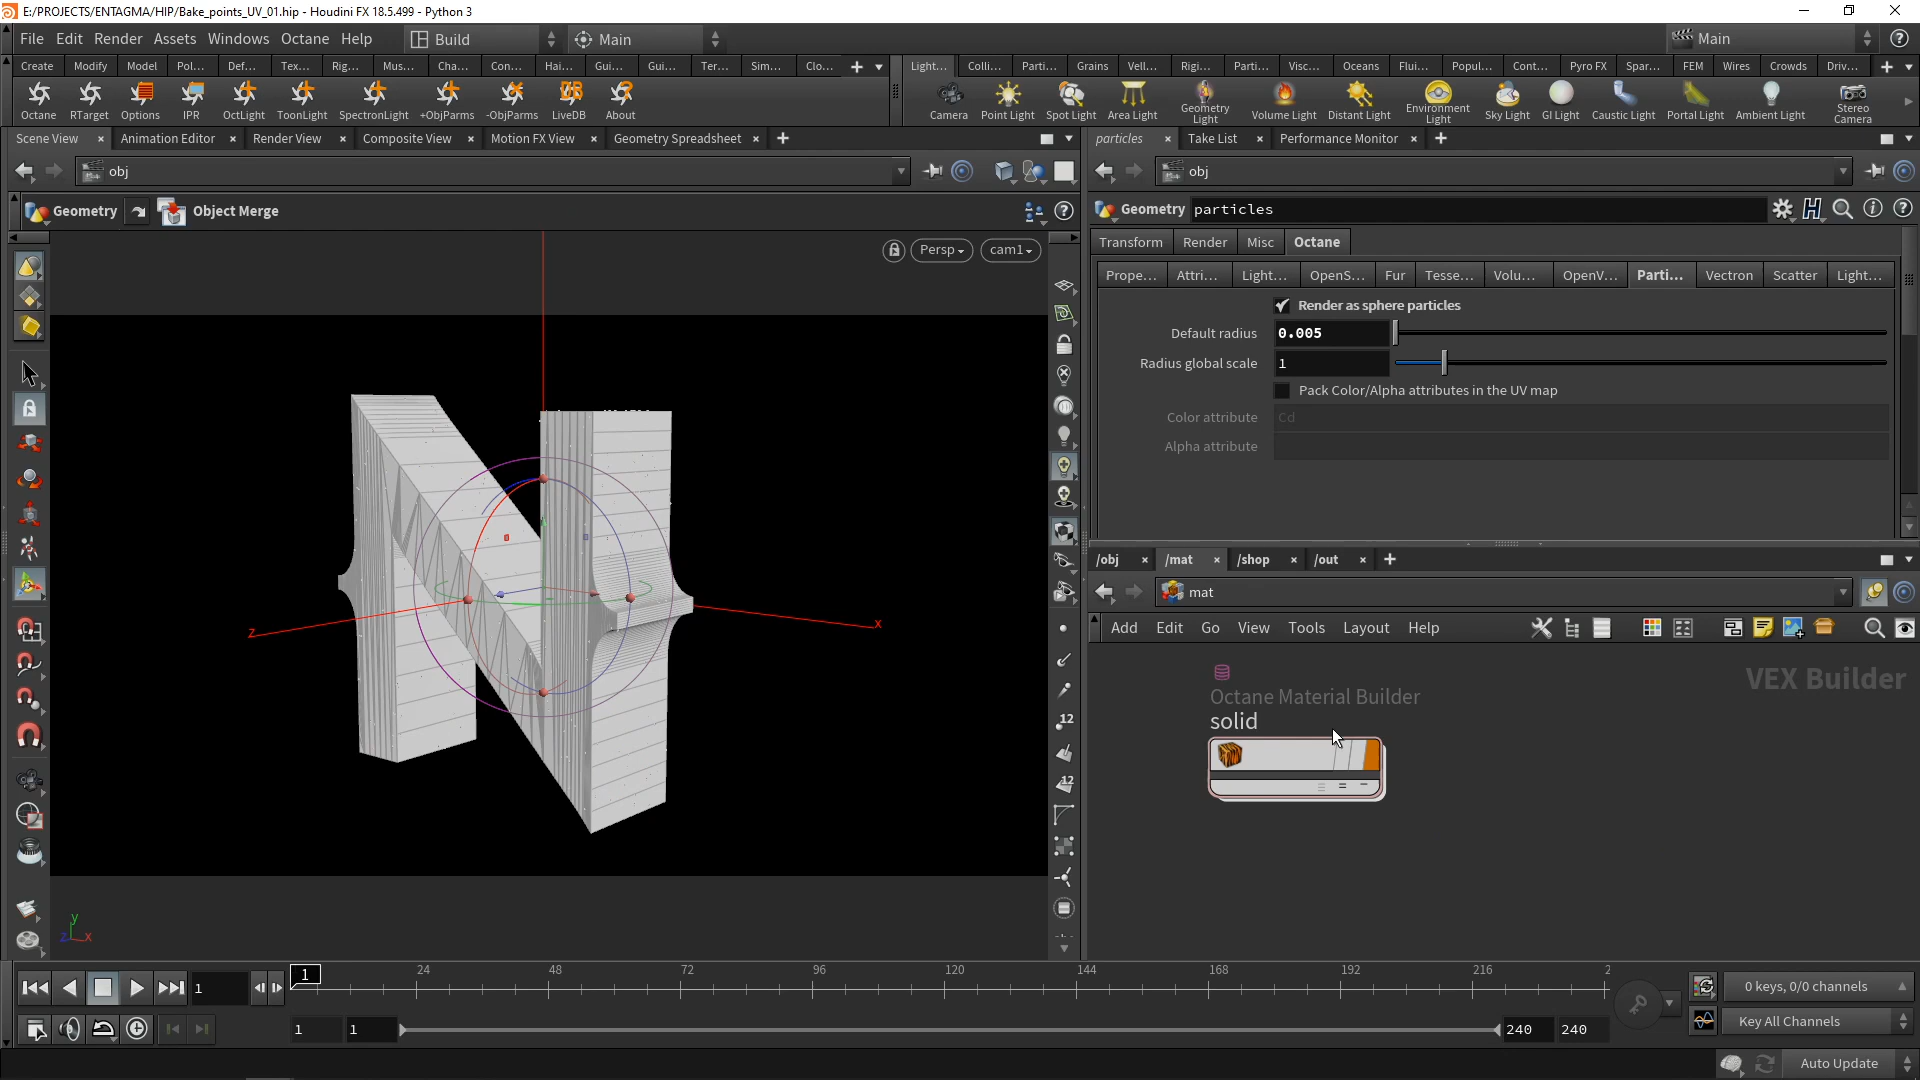 E:/PROJECTS/ENTAGMA/HIP/Bake_points_UV_01.hip - Houdini FX 18.5.499 - Python 3
File Edit Render Assets Windows Octane Help Build Main Main
Create Modify Model Pol... Def... Tex... Rig... Mus... Cha... Con... Hai... Gui... Gui... Ter... Sim... Clo... Light... Colli... Parti... Grains Vell... Rigi... Parti... Visc... Oceans Flui... Popul... Cont... Pyro FX Spar... FEM Wires Crowds Driv...
Octane RTarget Options IPR OctLight ToonLight SpectronLight +ObjParms -ObjParms LiveDB About Camera Point Light Spot Light Area Light Geometry Light Volume Light Distant Light Environment Light Sky Light GI Light Caustic Light Portal Light Ambient Light Stereo Camera
Scene View Animation Editor Render View Composite View Motion FX View Geometry Spreadsheet particles Take List Performance Monitor
obj obj
Geometry Object Merge Geometry particles
Persp cam1
Transform Render Misc Octane
Prope... Attri... Light... OpenS... Fur Tesse... Volu... OpenV... Parti... Vectron Scatter Light...
Render as sphere particles
Default radius 0.005
Radius global scale 1
Pack Color/Alpha attributes in the UV map
Color attribute Cd
Alpha attribute
/obj /mat /shop /out
mat
Add Edit Go View Tools Layout Help
VEX Builder
Octane Material Builder
solid
z x
12
12
y
z x
1 1 24 48 72 96 120 144 168 192 216 2
0 keys, 0/0 channels
1 1 240 240 Key All Channels
Auto Update